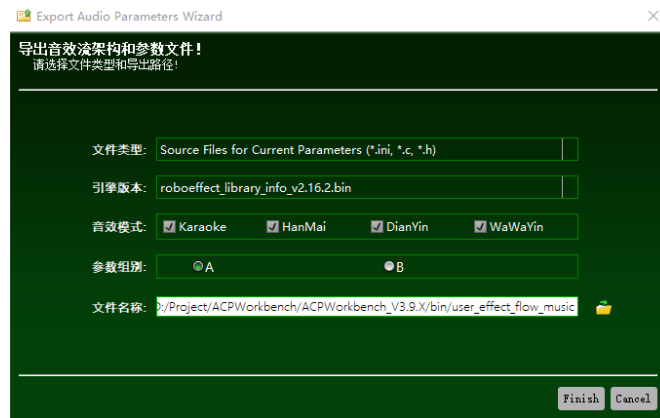 Export Audio Parameters Wizard
导出音效流架构和参数文件!
请选择文件类型和导出路径!
文件类型: Source Files for Current Parameters (*.ini, *.c, *.h)
引擎版本: roboeffect_library_info_v2.16.2.bin
音效模式: Karaoke HanMai DianYin WaWaYin
参数组别: A B
文件名称: :/Project/ACPWorkbench/ACPWorkbench_V3.9.X/bin/user_effect_flow_music
Finish Cancel